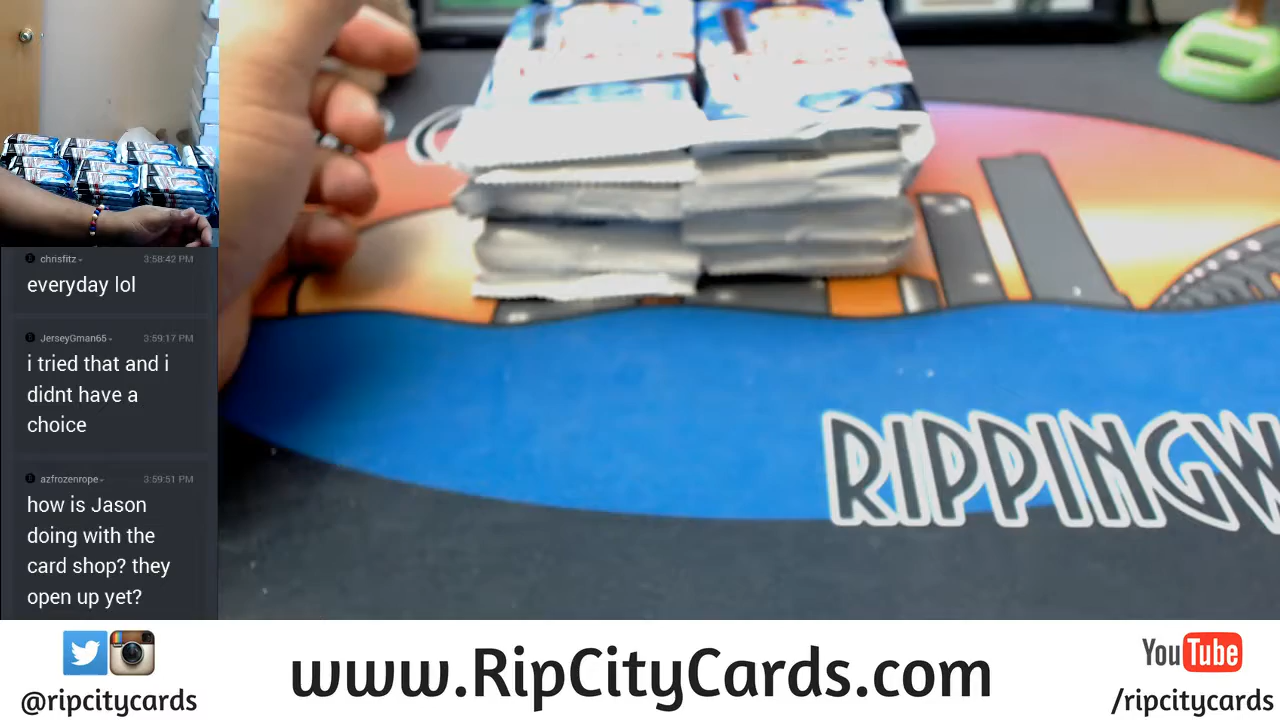 chrisfitz
3:58:42 PM
everyday lol
JerseyGman65
3:59:17 PM
i tried that and i
didnt have a
choice
azfrozenrope
3:59:51 PM
how is Jason
doing with the
card shop? they
open up yet?
RIPPINGW
@ripcitycards
www.RipCityCards.com
YouTube
/ripcitycards